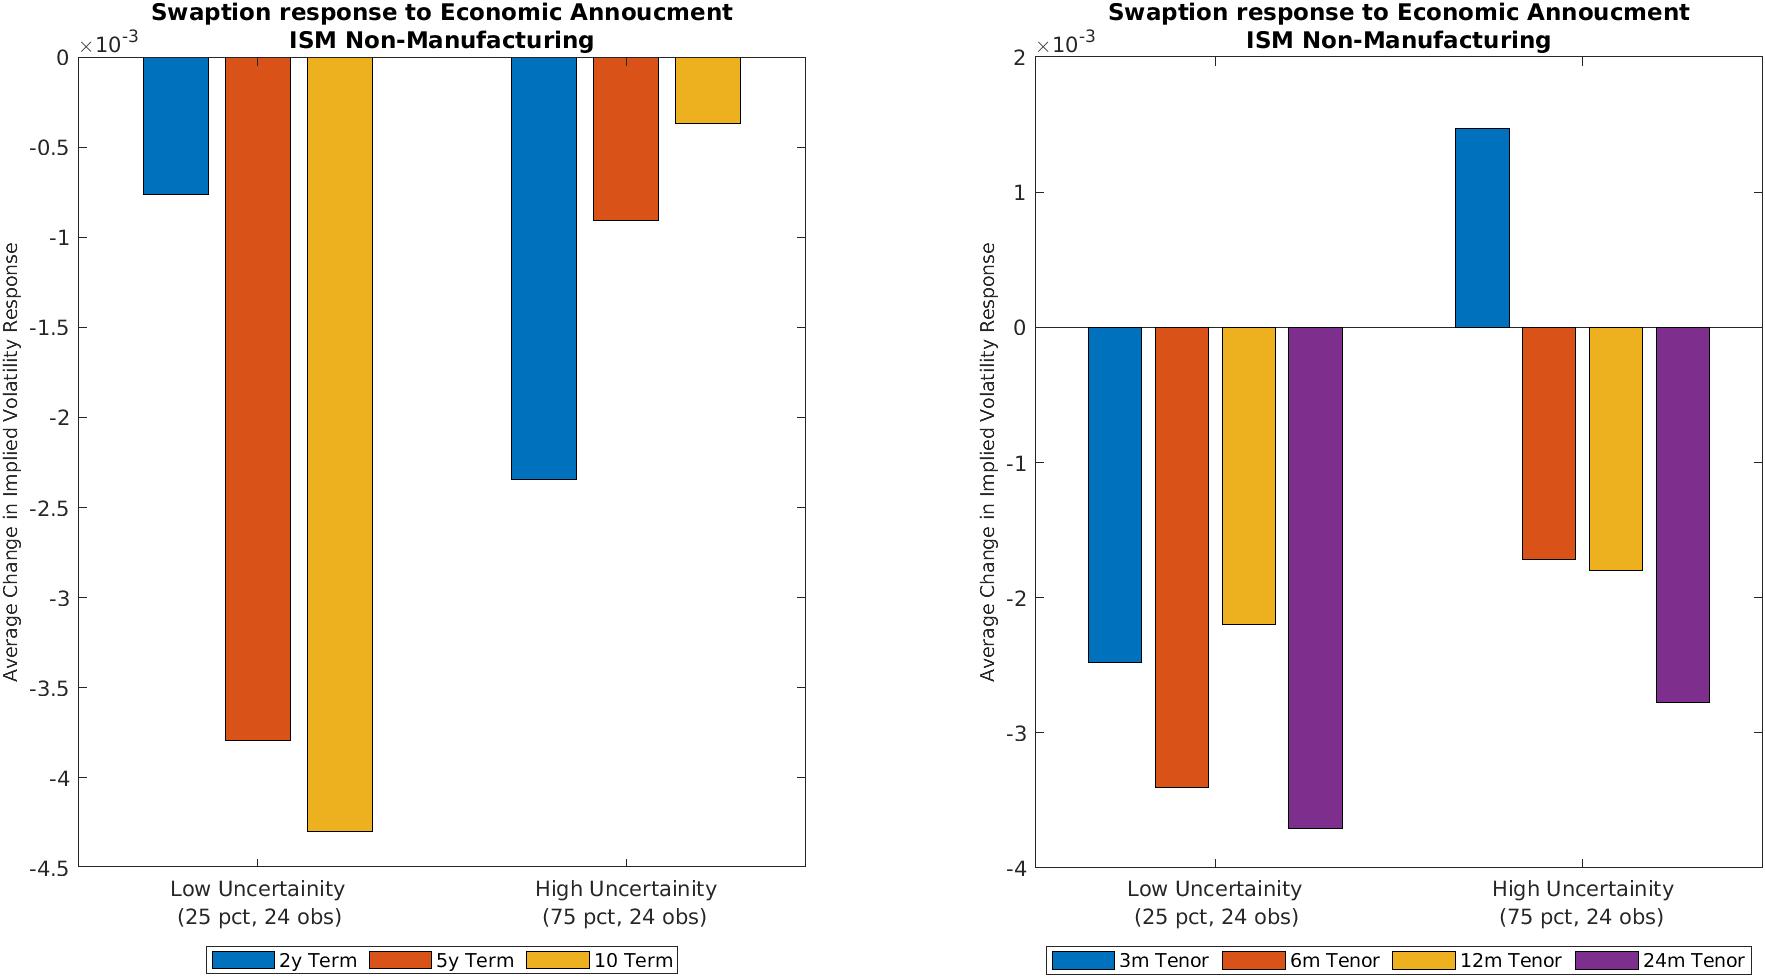 Swaption response to Economic Annoucment
ISM Non-Manufacturing
×10-3
0
-0.5
-1
-1.5
-2
-2.5
-3
-3.5
-4
-4.5
Average Change in Implied Volatility Response
Low Uncertainity
(25 pct, 24 obs)
High Uncertainity
(75 pct, 24 obs)
2y Term
5y Term
10 Term
Swaption response to Economic Annoucment
ISM Non-Manufacturing
×10-3
2
1
0
-1
-2
-3
-4
Average Change in Implied Volatility Response
Low Uncertainity
(25 pct, 24 obs)
High Uncertainity
(75 pct, 24 obs)
3m Tenor
6m Tenor
12m Tenor
24m Tenor